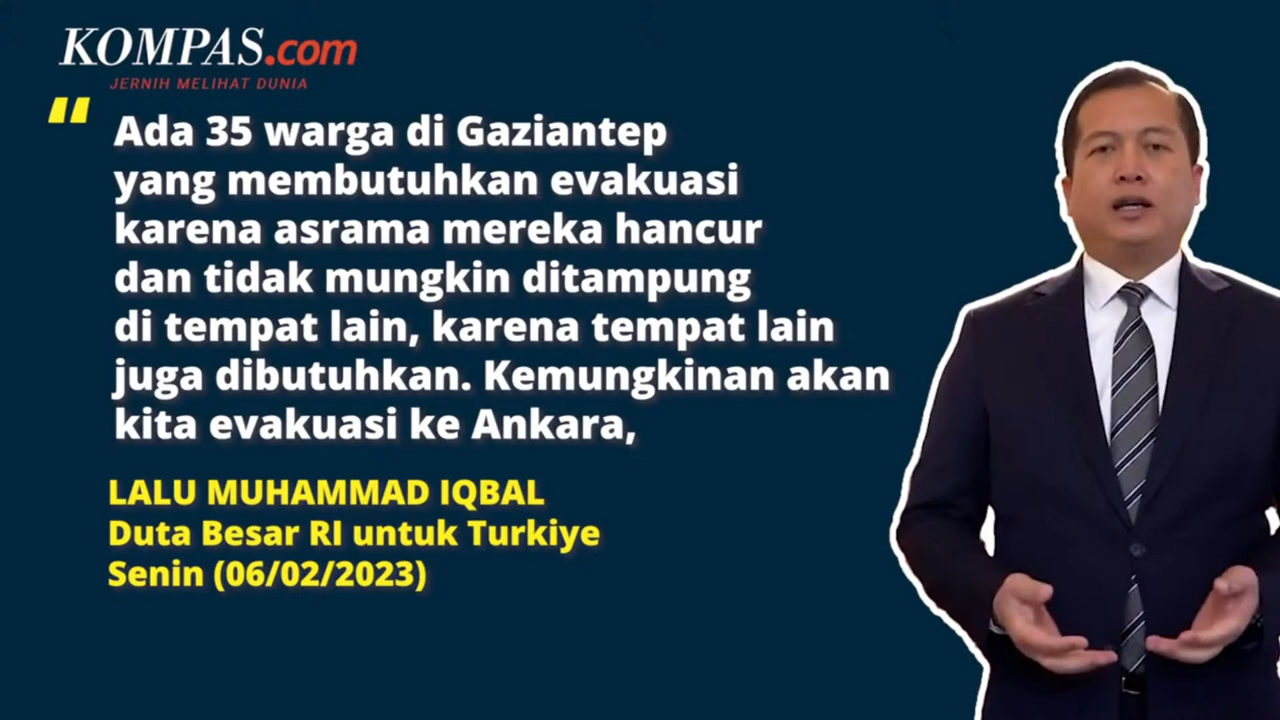 KOMPAS.com
JERNIH MELIHAT DUNIA
"
Ada 35 warga di Gaziantep
yang membutuhkan evakuasi
karena asrama mereka hancur
dan tidak mungkin ditampung
di tempat lain, karena tempat lain
juga dibutuhkan. Kemungkinan akan
kita evakuasi ke Ankara,
LALU MUHAMMAD IQBAL
Duta Besar RI untuk Turkiye
Senin (06/02/2023)